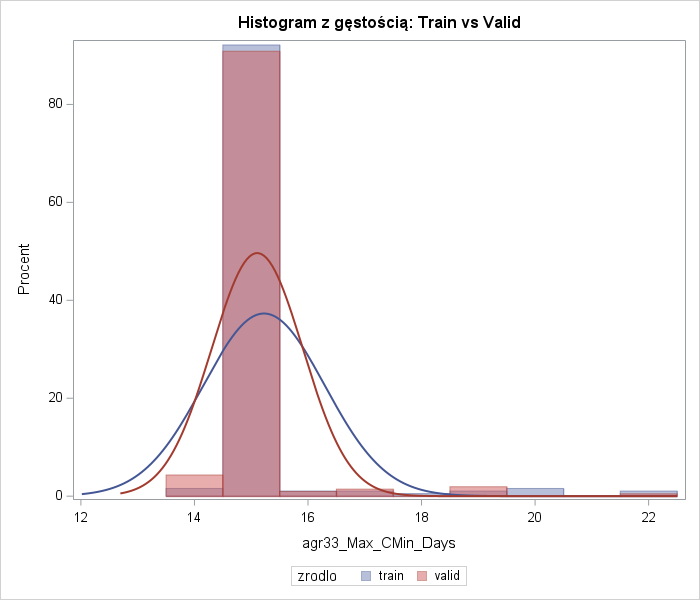 Histogram z gęstością: Train vs Valid
80
60
40
20
0
Procent
12 14 16 18 20 22
agr33_Max_CMin_Days
zrodlo train valid